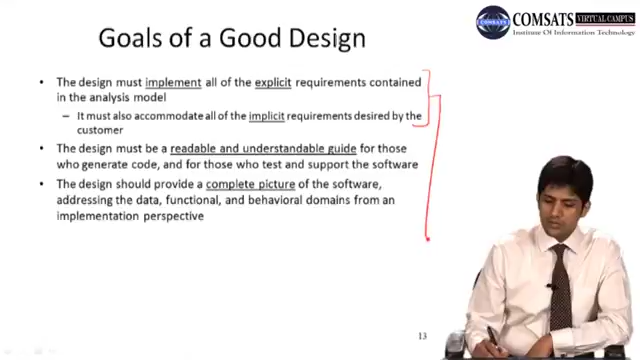 COMSATS VIRTUAL CAMPUS
Institute Of Information Technology
Goals of a Good Design
• The design must implement all of the explicit requirements contained
in the analysis model
– It must also accommodate all of the implicit requirements desired by the
customer
• The design must be a readable and understandable guide for those
who generate code, and for those who test and support the software
• The design should provide a complete picture of the software,
addressing the data, functional, and behavioral domains from an
implementation perspective
13